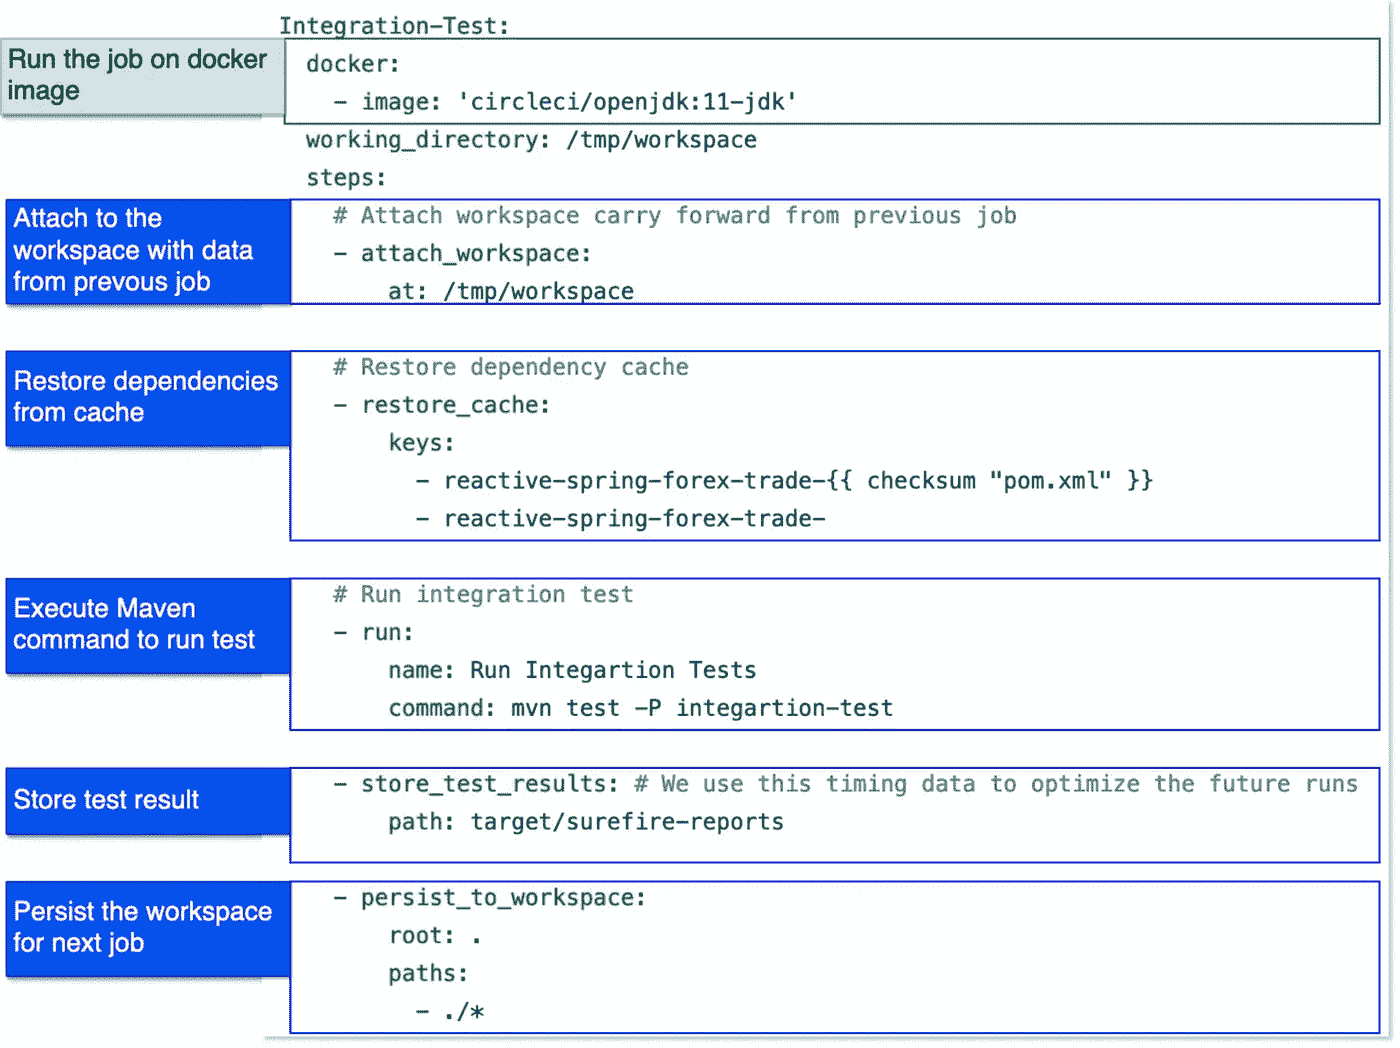 Integration-Test:
Run the job on docker
image
docker:
- image: 'circleci/openjdk:11-jdk'
working_directory: /tmp/workspace
steps:
Attach to the
workspace with data
from prevous job
# Attach workspace carry forward from previous job
- attach_workspace:
at: /tmp/workspace
Restore dependencies
from cache
# Restore dependency cache
- restore_cache:
keys:
- reactive-spring-forex-trade-{{ checksum "pom.xml" }}
- reactive-spring-forex-trade-
Execute Maven
command to run test
# Run integration test
- run:
name: Run Integartion Tests
command: mvn test -P integartion-test
Store test result
- store_test_results: # We use this timing data to optimize the future runs
path: target/surefire-reports
Persist the workspace
for next job
- persist_to_workspace:
root: .
paths:
- ./*